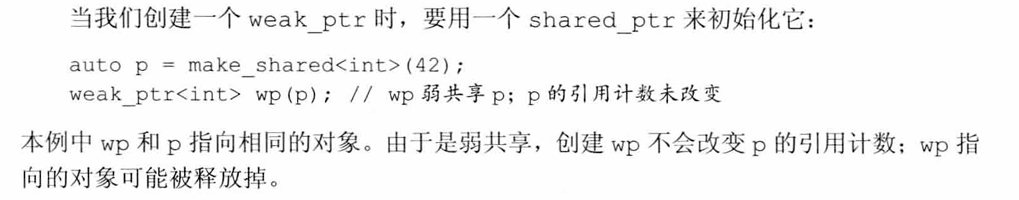 当我们创建一个 weak_ptr 时，要用一个 shared_ptr 来初始化它：
auto p = make_shared<int>(42);
weak_ptr<int> wp(p); // wp 弱共享 p; p 的引用计数未改变
本例中 wp 和 p 指向相同的对象。由于是弱共享，创建 wp 不会改变 p 的引用计数；wp 指
向的对象可能被释放掉。